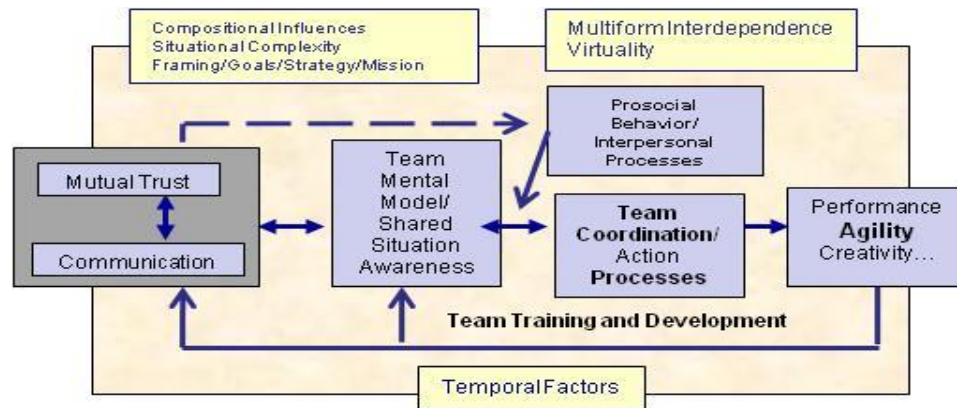 Compositional Influences
Situational Complexity
Framing/Goals/Strategy/Mission
Multiform Interdependence
Virtuality
Prosocial
Behavior/
Interpersonal
Processes
Mutual Trust
Communication
Team
Mental
Model/
Shared
Situation
Awareness
Team
Coordination/
Action
Processes
Performance
Agility
Creativity...
Team Training and Development
Temporal Factors